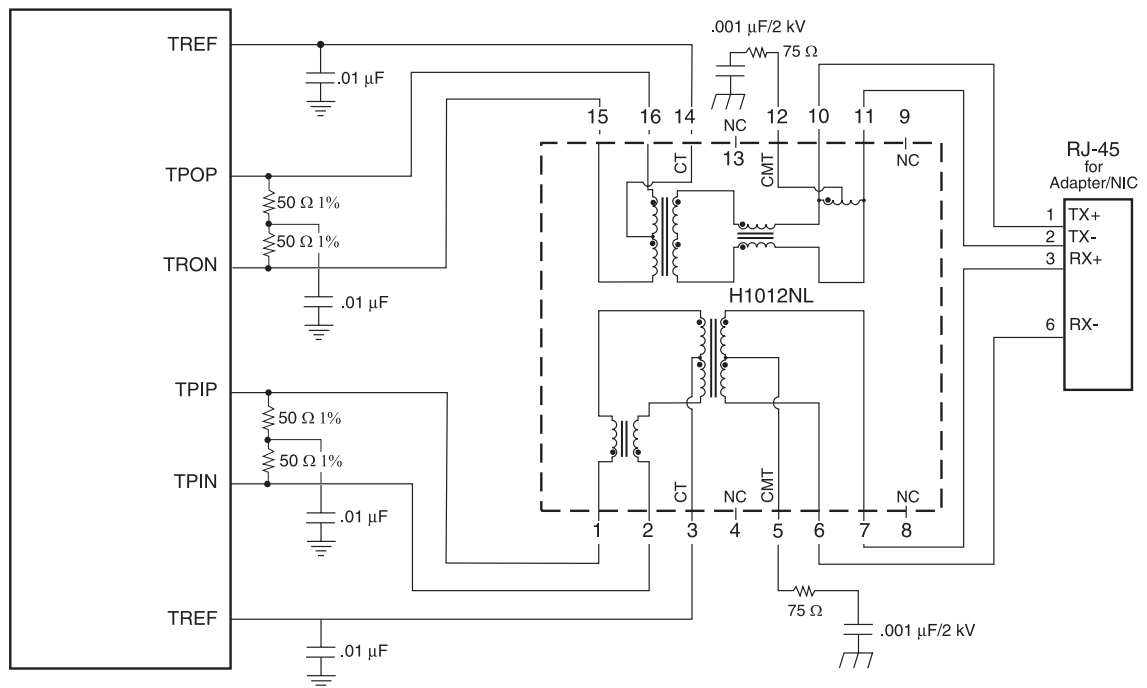 .001 μF/2 kV
75 Ω
TREF
.01 μF
15
16
14
12
10
11
9
NC
13
CT
CMT
NC
RJ-45
for
Adapter/NIC
TPOP
50 Ω 1%
50 Ω 1%
TRON
.01 μF
1
TX+
2
TX-
3
RX+
6
RX-
H1012NL
TPIP
50 Ω 1%
50 Ω 1%
TPIN
.01 μF
CT
NC
CMT
NC
1
2
3
4
5
6
7
8
75 Ω
.001 μF/2 kV
TREF
.01 μF